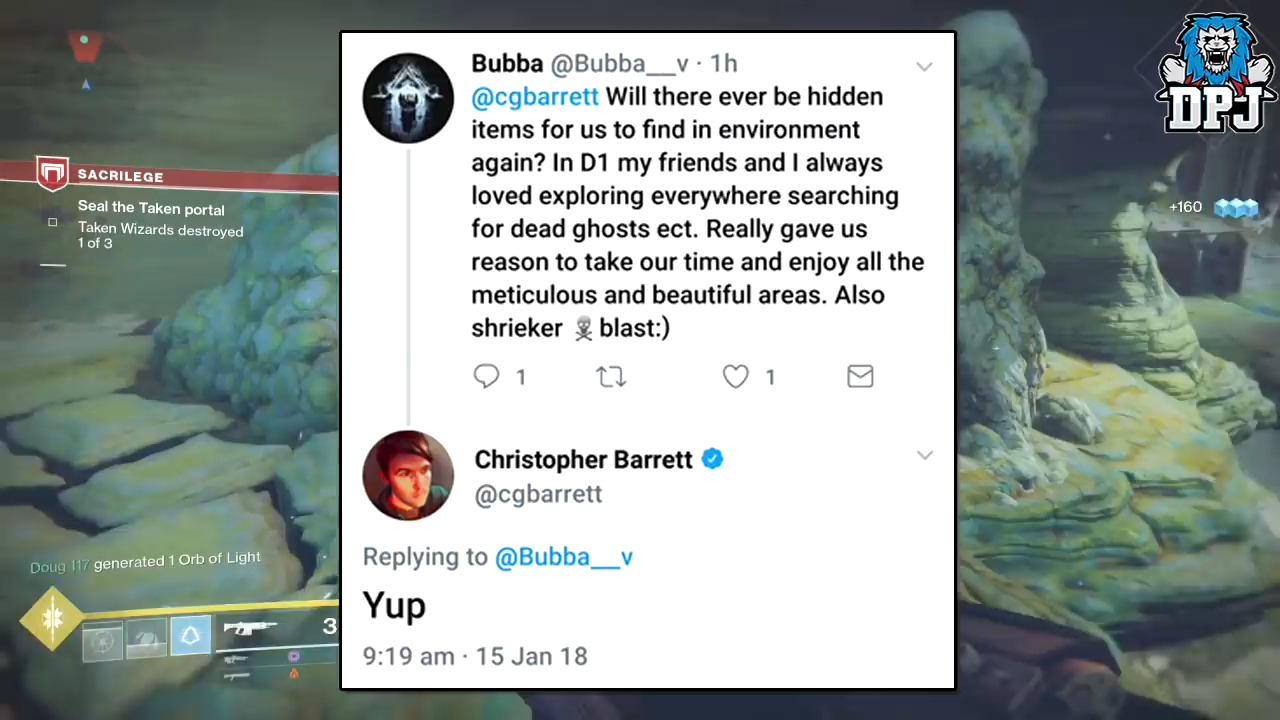 DPJ
SACRILEGE
Seal the Taken portal
Taken Wizards destroyed
1 of 3
+160
Doug 117 generated 1 Orb of Light
3
Bubba @Bubba__v · 1h
@cgbarrett Will there ever be hidden
items for us to find in environment
again? In D1 my friends and I always
loved exploring everywhere searching
for dead ghosts ect. Really gave us
reason to take our time and enjoy all the
meticulous and beautiful areas. Also
shrieker ☠ blast:)
1 1
Christopher Barrett
@cgbarrett
Replying to @Bubba__v
Yup
9:19 am · 15 Jan 18